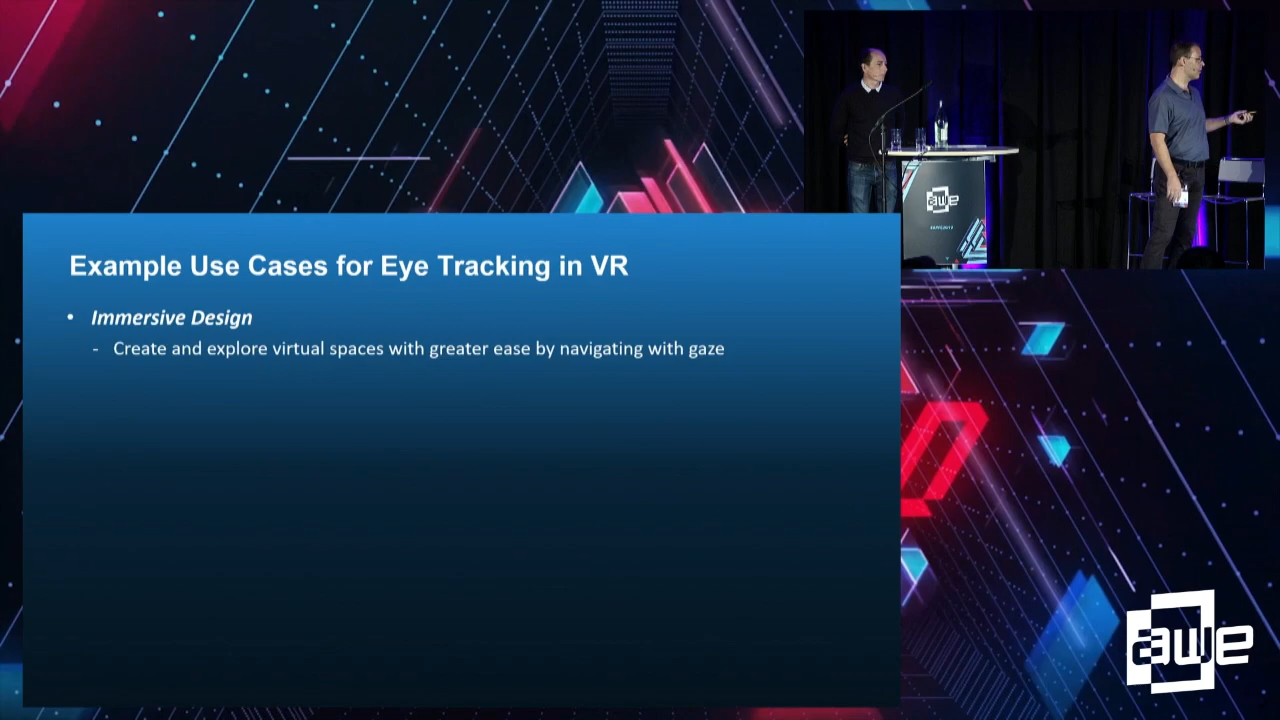 Example Use Cases for Eye Tracking in VR
• Immersive Design
- Create and explore virtual spaces with greater ease by navigating with gaze
awe
awe